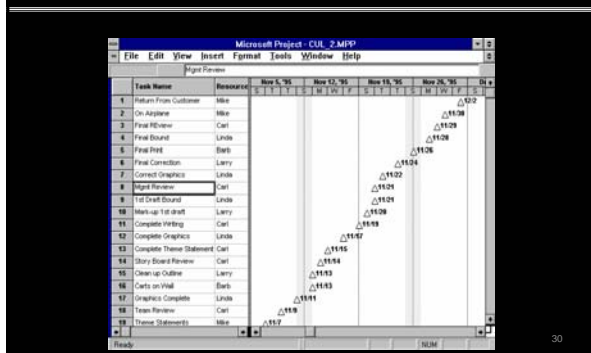 Microsoft Project - CUL_2.MPP
File Edit View Insert Format Tools Window Help
Mgmt Review
Task Name Resource Nov 5, '95 Nov 12, '95 Nov 19, '95 Nov 26, '95
S T T S M W F S T T S M W F S
1 Return From Customer Mike 12/2
2 On Airplane Mike 11/30
3 Final REview Carl 11/29
4 Final Bound Linda 11/28
5 Final Print Barb 11/26
6 Final Correction Larry 11/24
7 Correct Graphics Linda 11/22
8 Mgmt Review Carl 11/21
9 1st Draft Bound Linda 11/21
10 Mark-up 1st draft Larry 11/20
11 Complete Writing Carl 11/19
12 Complete Graphics Linda 11/17
13 Complete Theme Statement Carl 11/15
14 Story Board Review Carl 11/14
15 Clean up Outline Larry 11/13
16 Carts on Wall Barb 11/13
17 Graphics Complete Linda 11/11
18 Team Review Carl
19 Theme Statements Mike 11/7
Ready NUM
30